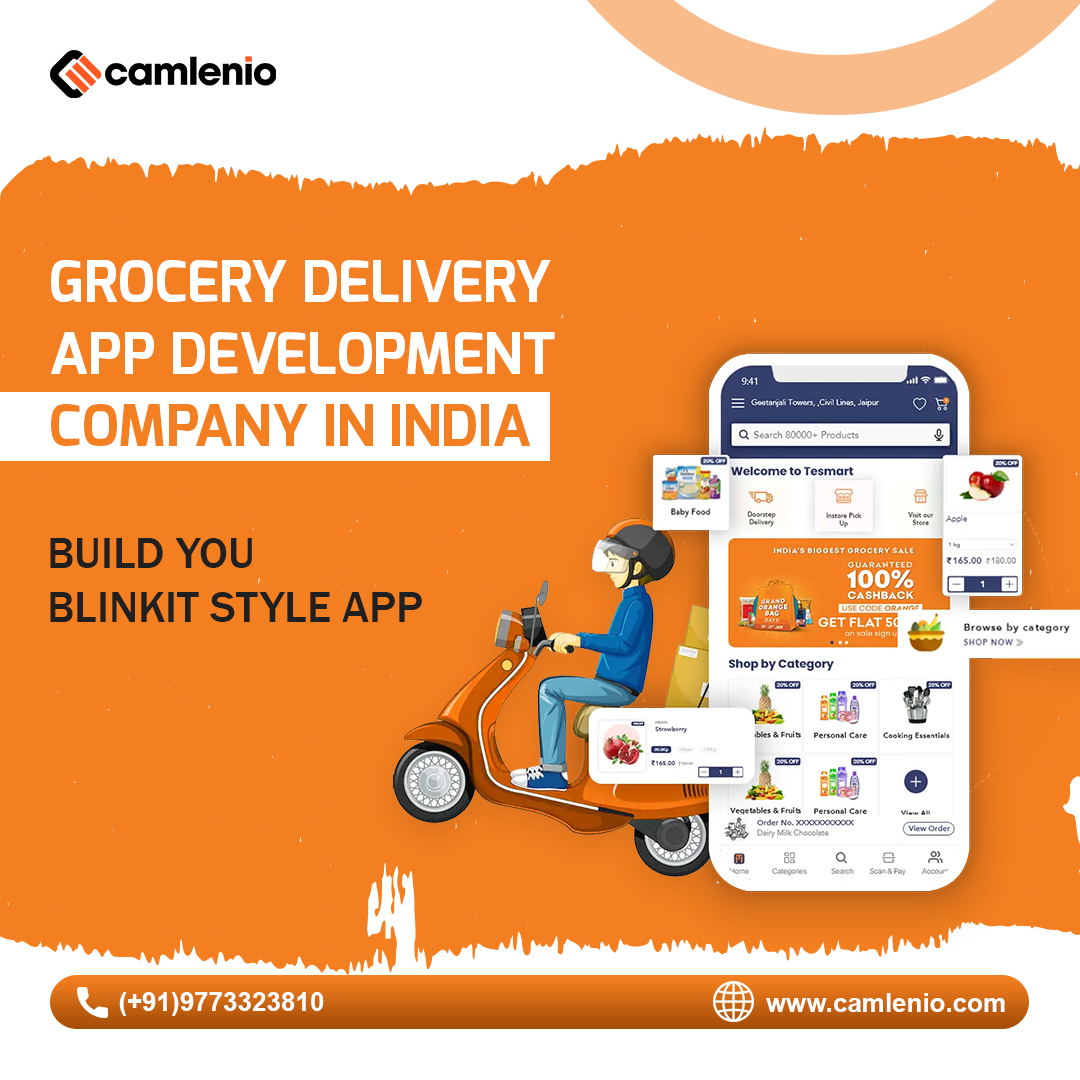 camlenio
GROCERY DELIVERY
APP DEVELOPMENT
COMPANY IN INDIA
BUILD YOU
BLINKIT STYLE APP
9:41
Geetanjali Towers, ,Civil Lines, Jaipur
Search 80000+ Products
Welcome to Tesmart
20% OFF
Baby Food
Doorstep
Delivery
Instore Pick
Up
Visit our
Store
20% OFF
Apple
1 kg
₹165.00 ₹180.00
1
INDIA'S BIGGEST GROCERY SALE
GUARANTEED
100%
CASHBACK
USE CODE ORANGE
GET FLAT 50
on sale sign u
GRAND
ORANGE
BAG
DAYS
Browse by category
SHOP NOW
Shop by Category
20% OFF
20% OFF
20% OFF
bles & Fruits
Personal Care
Cooking Essentials
FRUITS
Strawberry
₹165.00
1
20% OFF
20% OFF
Vegetables & Fruits
Personal Care
View All
Order No. XXXXXXXXXXX
Dairy Milk Chocolate
View Order
Home
Categories
Search
Scan & Pay
Account
(+91)9773323810
www.camlenio.com